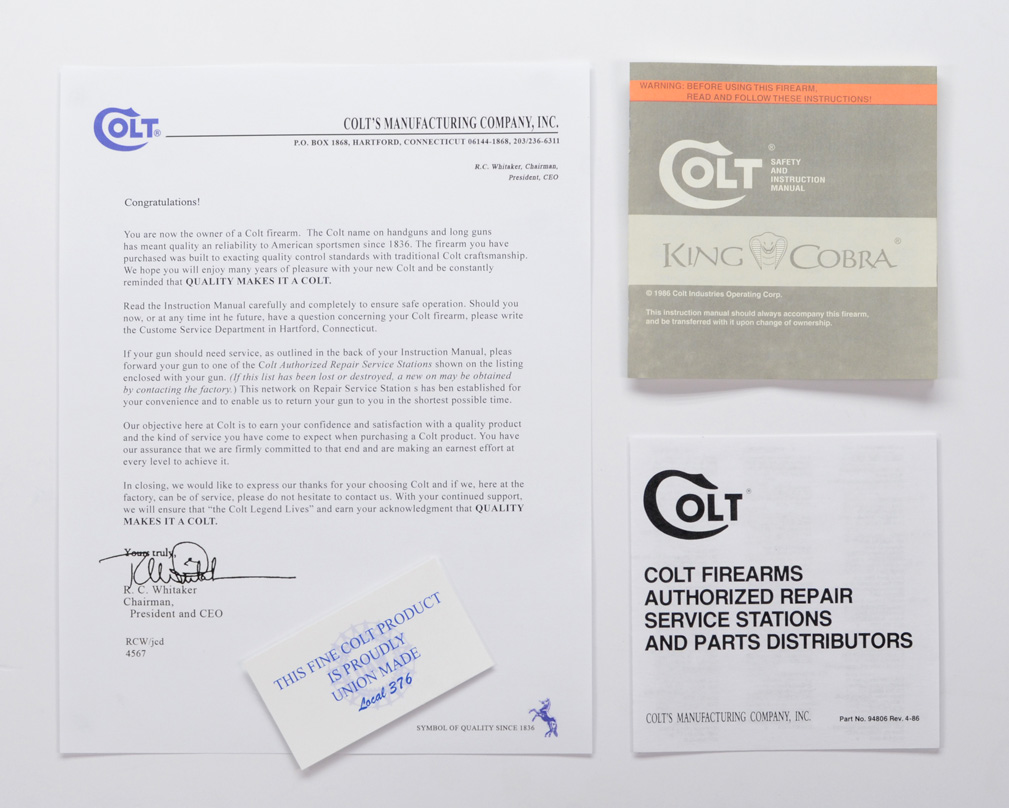 COLT®
COLT'S MANUFACTURING COMPANY, INC.
P.O. BOX 1868, HARTFORD, CONNECTICUT 06144-1868, 203/236-6311
R.C. Whitaker, Chairman,
President, CEO
Congratulations!
You are now the owner of a Colt firearm. The Colt name on handguns and long guns
has meant quality an reliability to American sportsmen since 1836. The firearm you have
purchased was built to exacting quality control standards with traditional Colt craftsmanship.
We hope you will enjoy many years of pleasure with your new Colt and be constantly
reminded that QUALITY MAKES IT A COLT.
Read the Instruction Manual carefully and completely to ensure safe operation. Should you
now, or at any time int he future, have a question concerning your Colt firearm, please write
the Custome Service Department in Hartford, Connecticut.
If your gun should need service, as outlined in the back of your Instruction Manual, pleas
forward your gun to one of the Colt Authorized Repair Service Stations shown on the listing
enclosed with your gun. (If this list has been lost or destroyed, a new on may be obtained
by contacting the factory.) This network on Repair Service Station s has ben established for
your convenience and to enable us to return your gun to you in the shortest possible time.
Our objective here at Colt is to earn your confidence and satisfaction with a quality product
and the kind of service you have come to expect when purchasing a Colt product. You have
our assurance that we are firmly committed to that end and are making an earnest effort at
every level to achieve it.
In closing, we would like to express our thanks for your choosing Colt and if we, here at the
factory, can be of service, please do not hesitate to contact us. With your continued support,
we will ensure that “the Colt Legend Lives” and earn your acknowledgment that QUALITY
MAKES IT A COLT.
Yours truly,
R. C. Whitaker
Chairman,
President and CEO
RCW/jcd
4567
SYMBOL OF QUALITY SINCE 1836
THIS FINE COLT PRODUCT
IS PROUDLY
UNION MADE
Local 376
WARNING: BEFORE USING THIS FIREARM,
READ AND FOLLOW THESE INSTRUCTIONS!
COLT®
SAFETY
AND
INSTRUCTION
MANUAL
KING COBRA®
© 1986 Colt Industries Operating Corp.
This instruction manual should always accompany this firearm,
and be transferred with it upon change of ownership.
COLT®
COLT FIREARMS
AUTHORIZED REPAIR
SERVICE STATIONS
AND PARTS DISTRIBUTORS
COLT'S MANUFACTURING COMPANY, INC.
Part No. 94806 Rev. 4-86